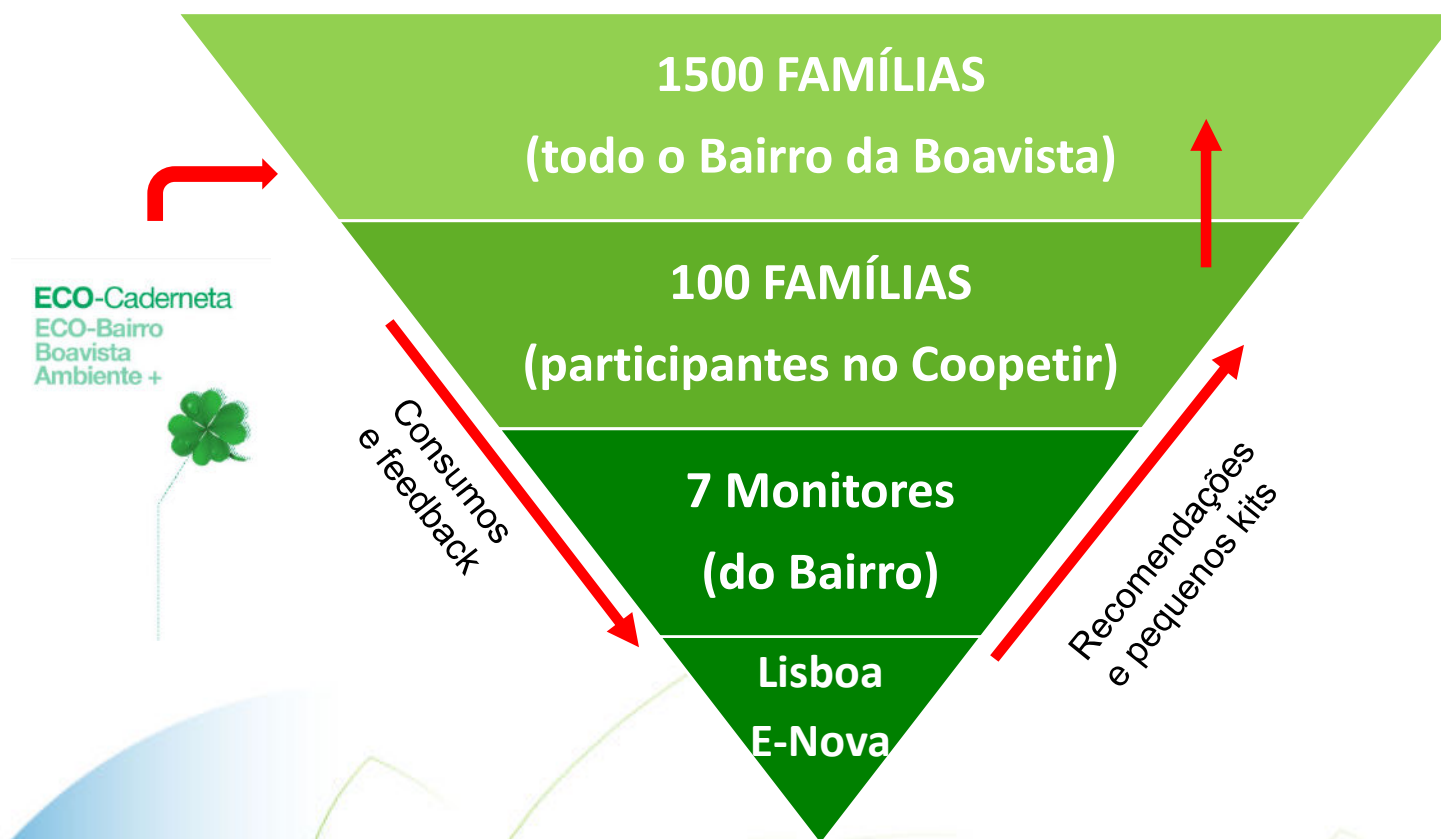 1500 FAMÍLIAS
(todo o Bairro da Boavista)
100 FAMÍLIAS
(participantes no Coopetir)
7 Monitores
(do Bairro)
Lisboa
E-Nova
ECO-Caderneta
ECO-Bairro
Boavista
Ambiente +
Consumos
e feedback
Recomendações
e pequenos kits